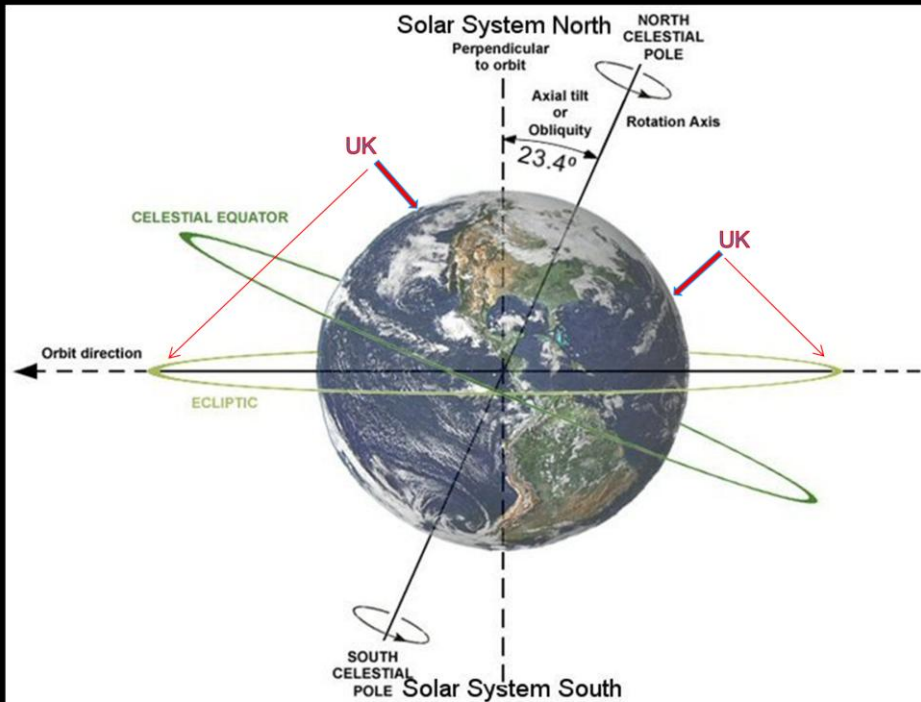 Solar System North
NORTH
CELESTIAL
POLE
Perpendicular
to orbit
Axial tilt
or
Obliquity
23.4º
Rotation Axis
UK
CELESTIAL EQUATOR
UK
Orbit direction
ECLIPTIC
SOUTH
CELESTIAL
POLE
Solar System South